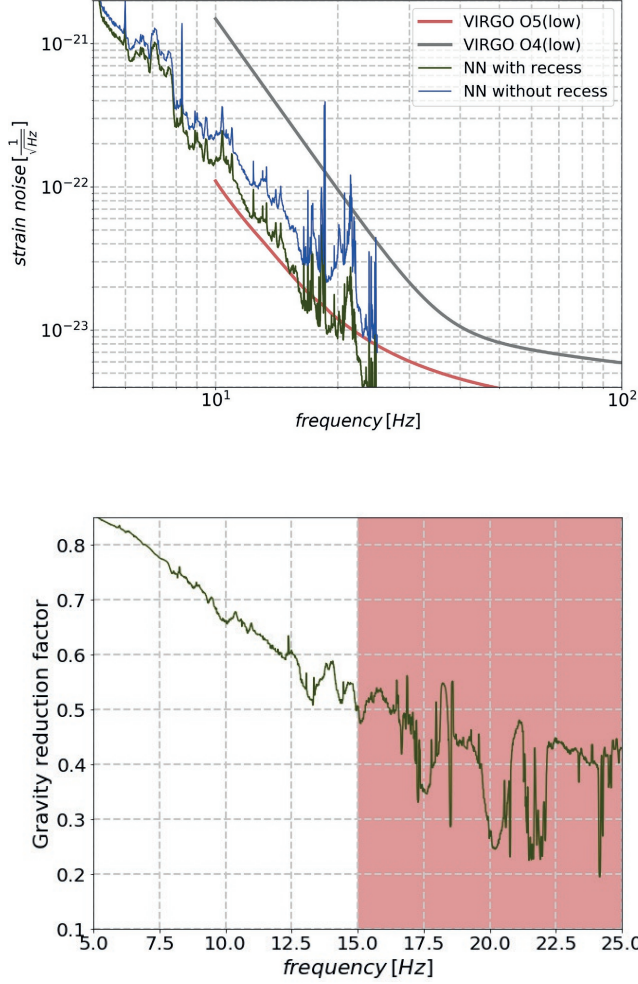 10⁻²¹
10⁻²²
10⁻²³
strain noise [1/√Hz]
VIRGO O5(low)
VIRGO O4(low)
NN with recess
NN without recess
10¹ 10²
frequency [Hz]
0.8
0.7
0.6
0.5
0.4
0.3
0.2
0.1
Gravity reduction factor
5.0 7.5 10.0 12.5 15.0 17.5 20.0 22.5 25.0
frequency [Hz]